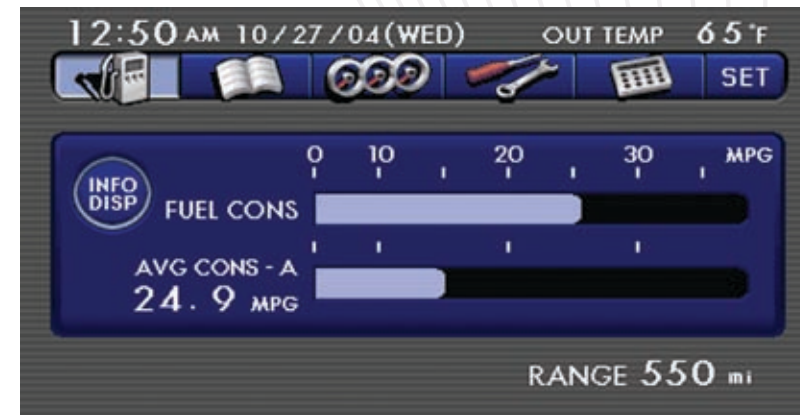 12:50 AM 10/27/04(WED) OUT TEMP 65°F
SET
0 10 20 30 MPG
INFO
DISP
FUEL CONS
AVG CONS - A
24.9 MPG
RANGE 550 mi